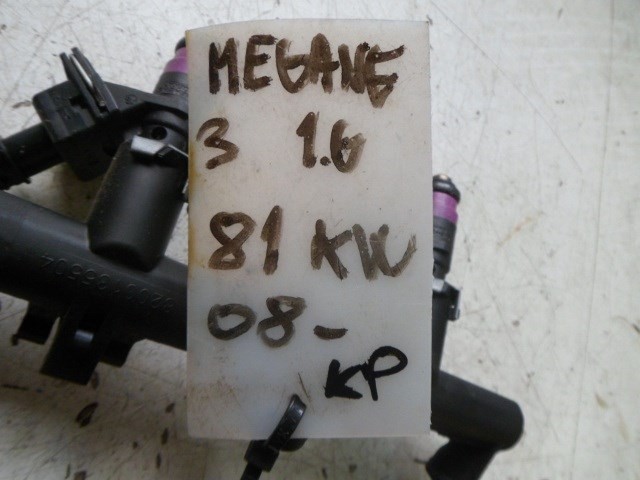 MEGANE
3 1.6
81 KW
08-
KP